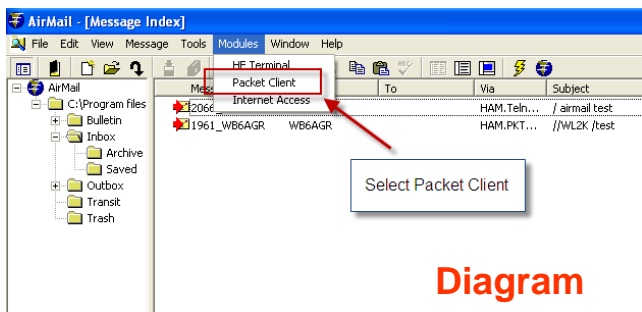 AirMail - [Message Index]
File Edit View Message Tools Modules Window Help
HF Terminal
Packet Client
Internet Access
AirMail
C:\Program files
Bulletin
Inbox
Archive
Saved
Outbox
Transit
Trash
To Via Subject
HAM.Teln... / airmail test
1961_WB6AGR WB6AGR HAM.PKT... //WL2K /test
Select Packet Client
Diagram